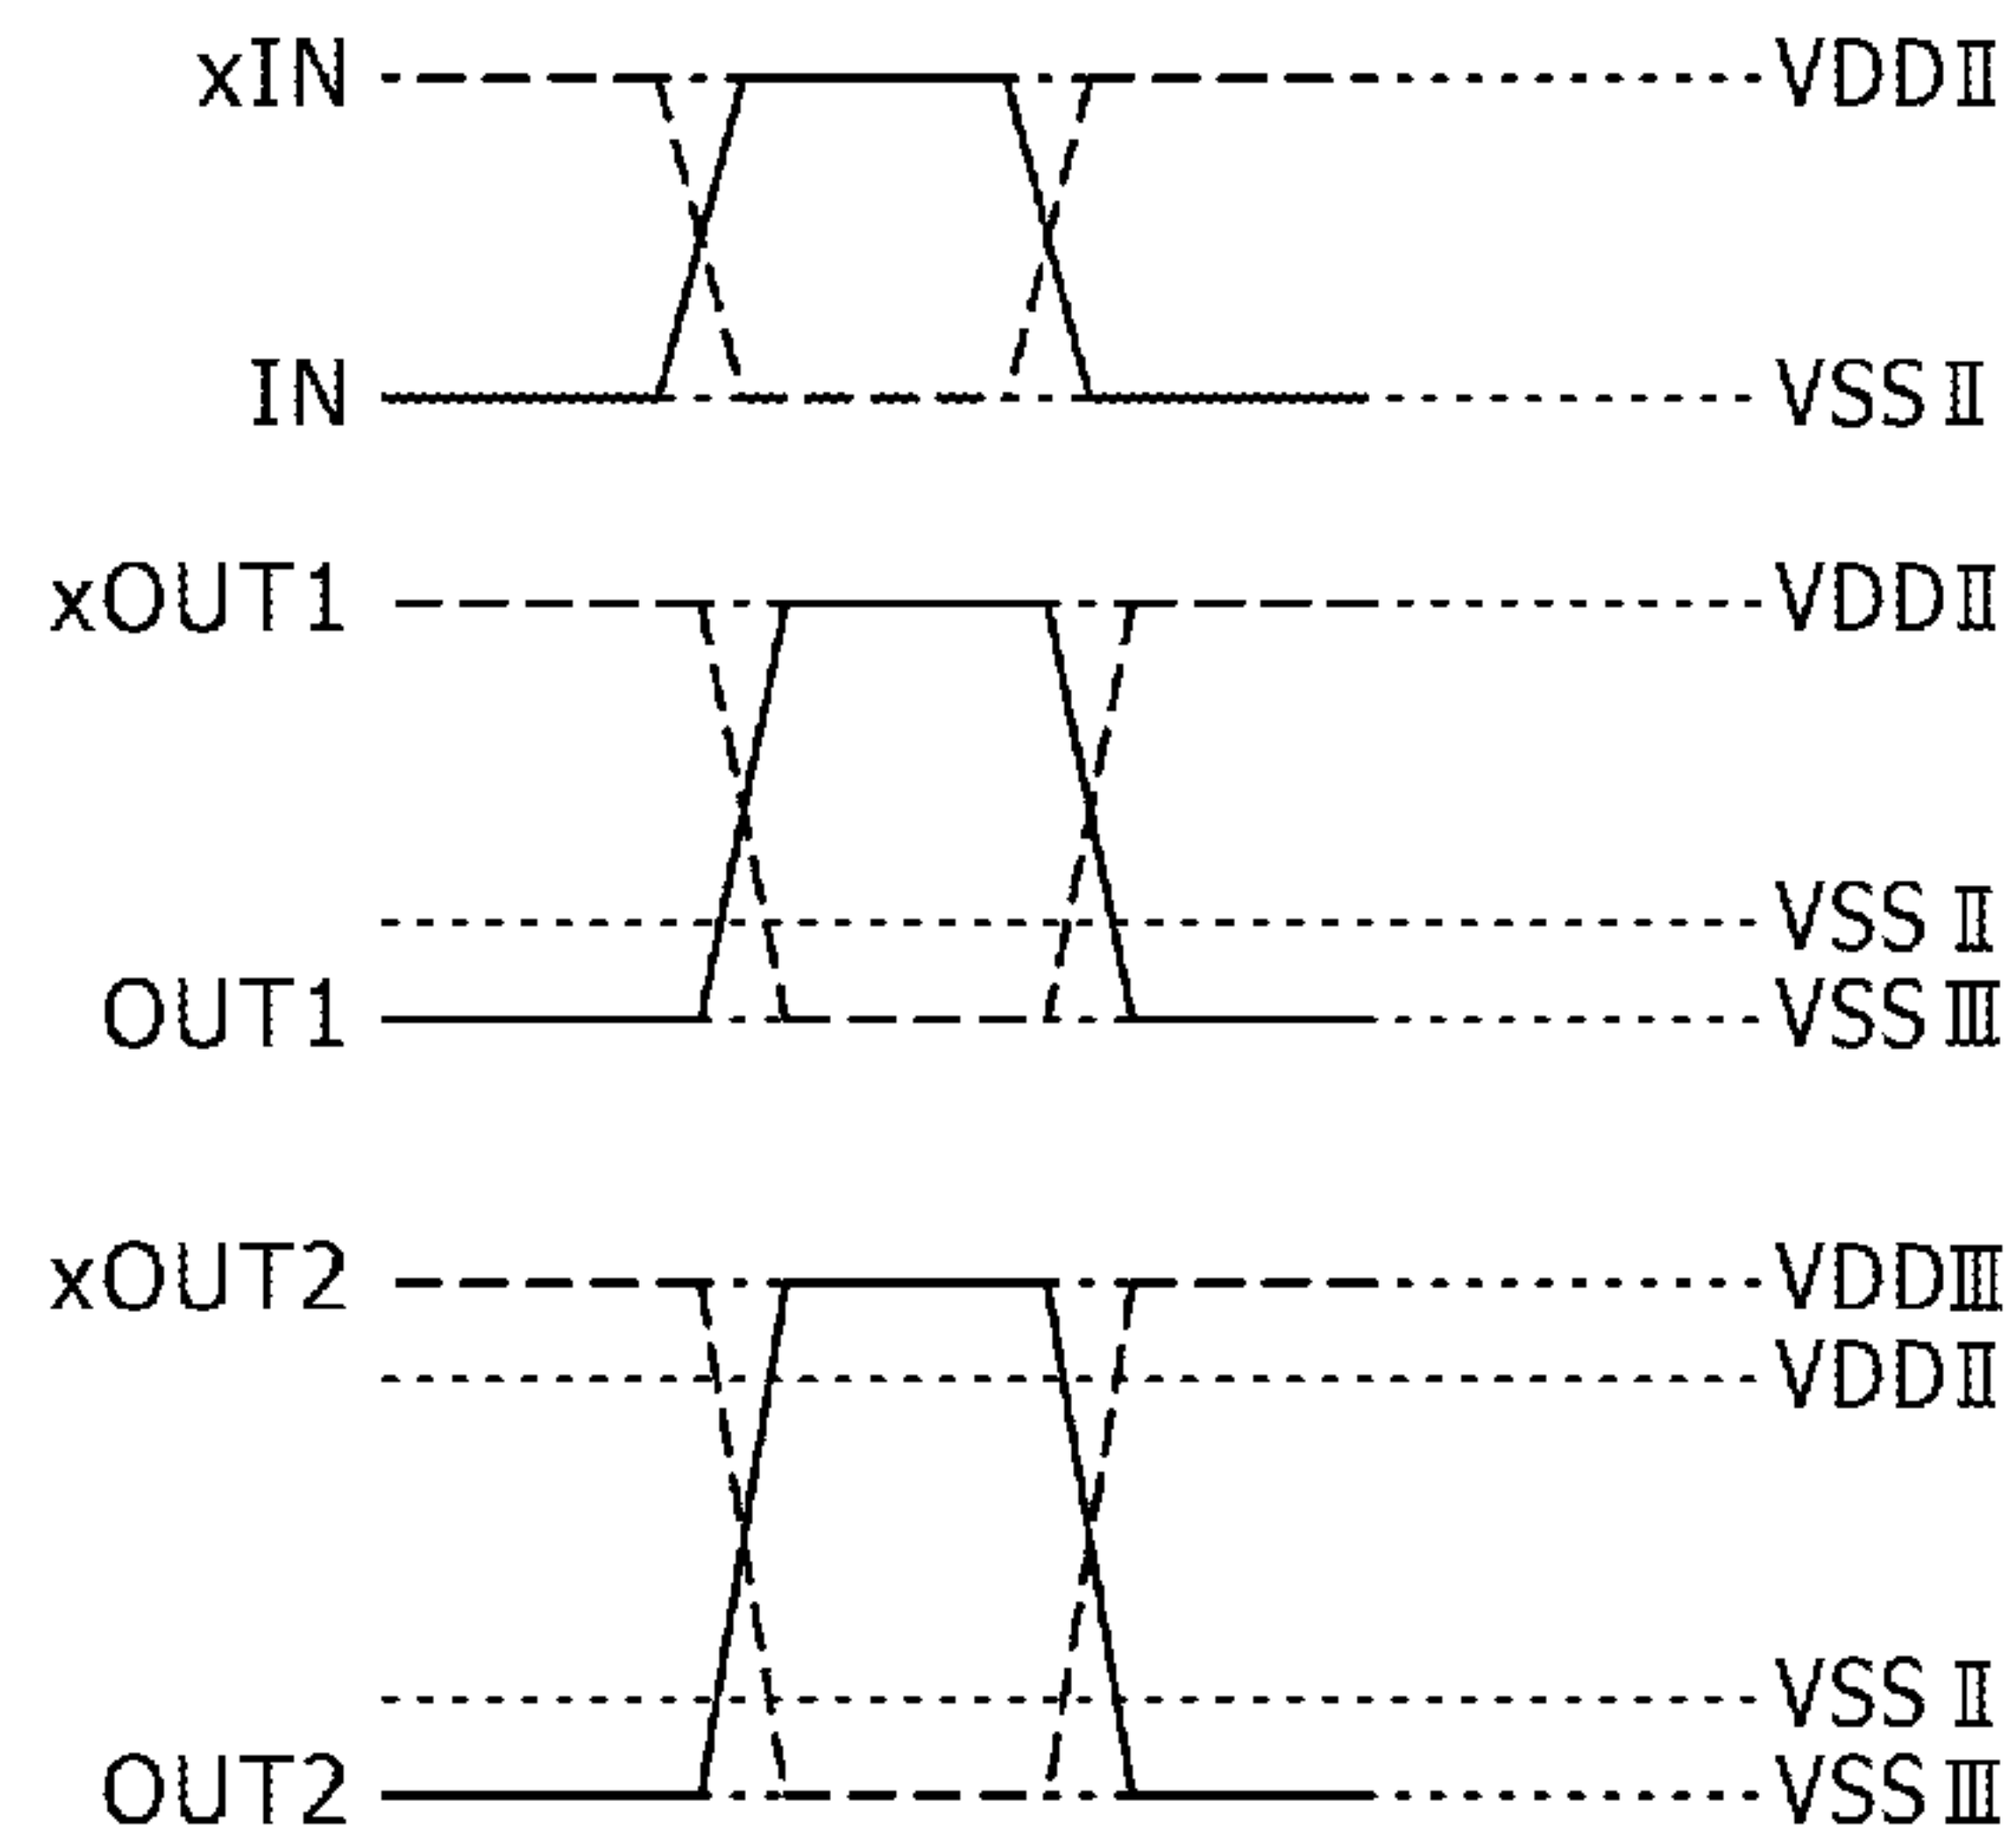 xIN VDDⅡ
IN VSSⅡ
xOUT1 VDDⅡ
VSSⅡ
OUT1 VSSⅢ
xOUT2 VDDⅢ
VDDⅡ
VSSⅡ
OUT2 VSSⅢ